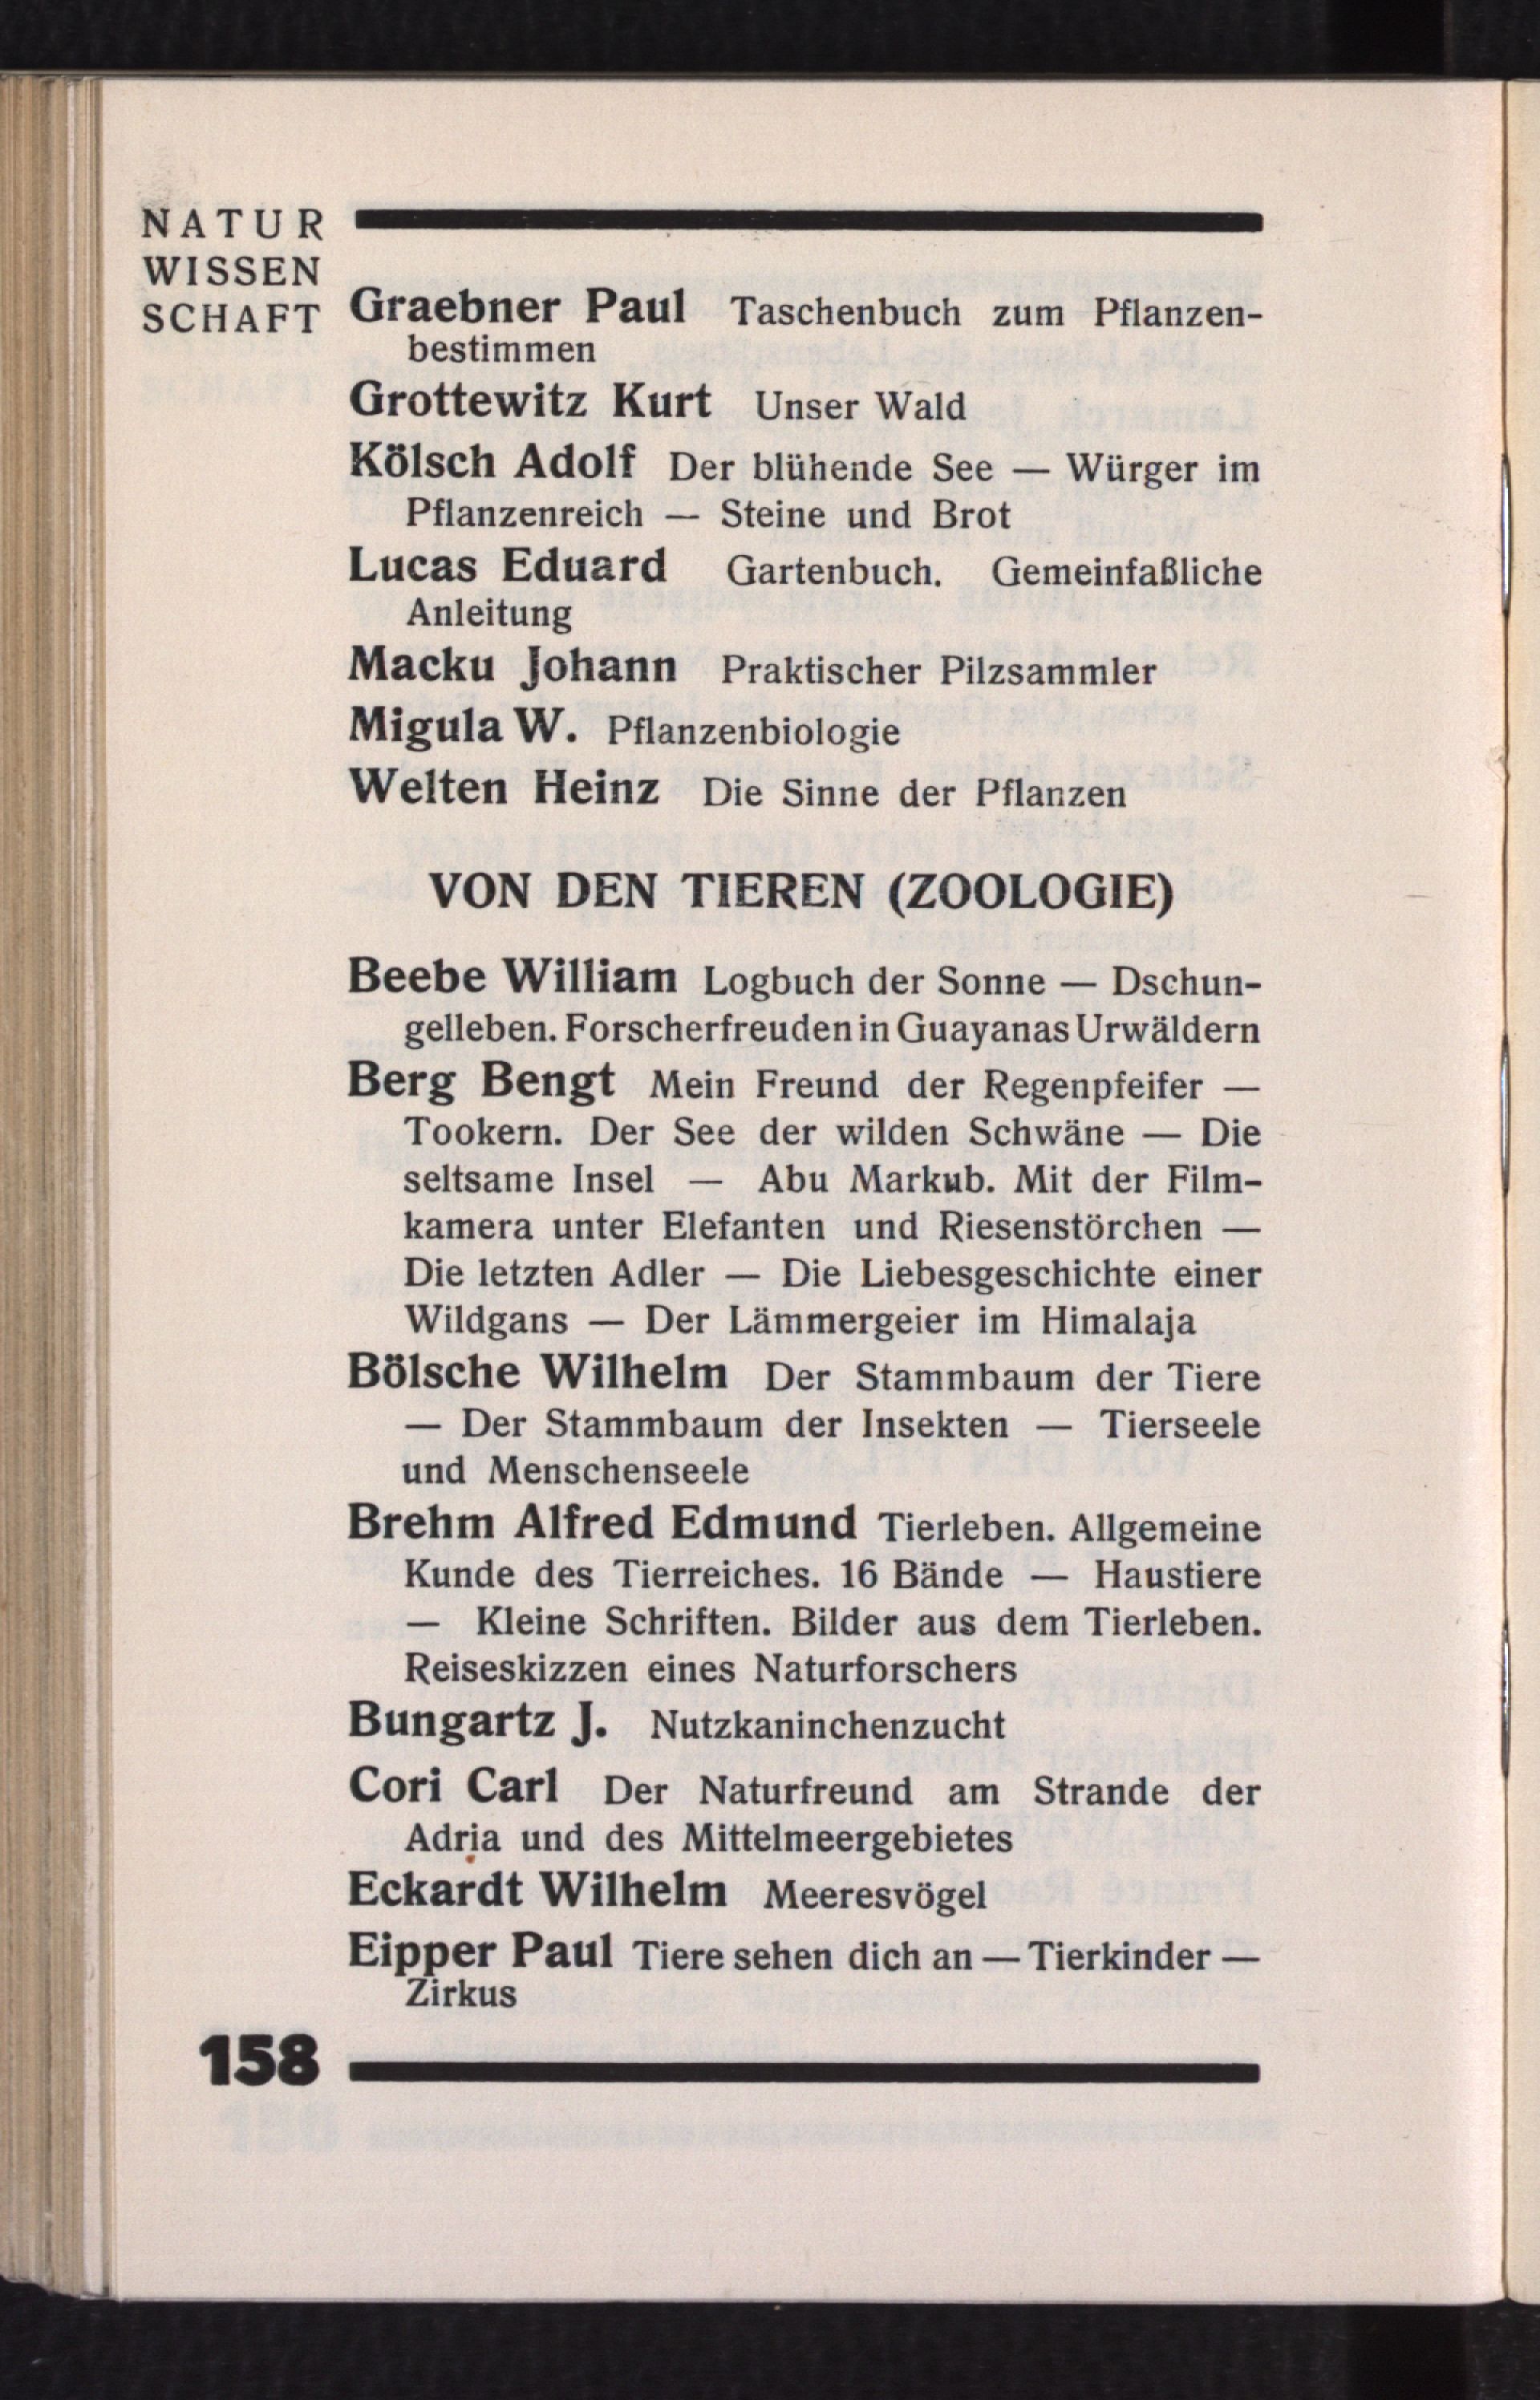 NATUR
WISSEN
SCHAFT
Graebner Paul Taschenbuch zum Pflanzen-
bestimmen
Grottewitz Kurt Unser Wald
Kölsch Adolf Der blühende See — Würger im
Pflanzenreich — Steine und Brot
Lucas Eduard Gartenbuch. Gemeinfaßliche
Anleitung
Macku Johann Praktischer Pilzsammler
Migula W. Pflanzenbiologie
Welten Heinz Die Sinne der Pflanzen
VON DEN TIEREN (ZOOLOGIE)
Beebe William Logbuch der Sonne — Dschun-
gelleben. Forscherfreuden in Guayanas Urwäldern
Berg Bengt Mein Freund der Regenpfeifer —
Tookern. Der See der wilden Schwäne — Die
seltsame Insel — Abu Markub. Mit der Film-
kamera unter Elefanten und Riesenstörchen —
Die letzten Adler — Die Liebesgeschichte einer
Wildgans — Der Lämmergeier im Himalaja
Bölsche Wilhelm Der Stammbaum der Tiere
— Der Stammbaum der Insekten — Tierseele
und Menschenseele
Brehm Alfred Edmund Tierleben. Allgemeine
Kunde des Tierreiches. 16 Bände — Haustiere
— Kleine Schriften. Bilder aus dem Tierleben.
Reiseskizzen eines Naturforschers
Bungartz J. Nutzkaninchenzucht
Cori Carl Der Naturfreund am Strande der
Adria und des Mittelmeergebietes
Eckardt Wilhelm Meeresvögel
Eipper Paul Tiere sehen dich an — Tierkinder —
Zirkus
158